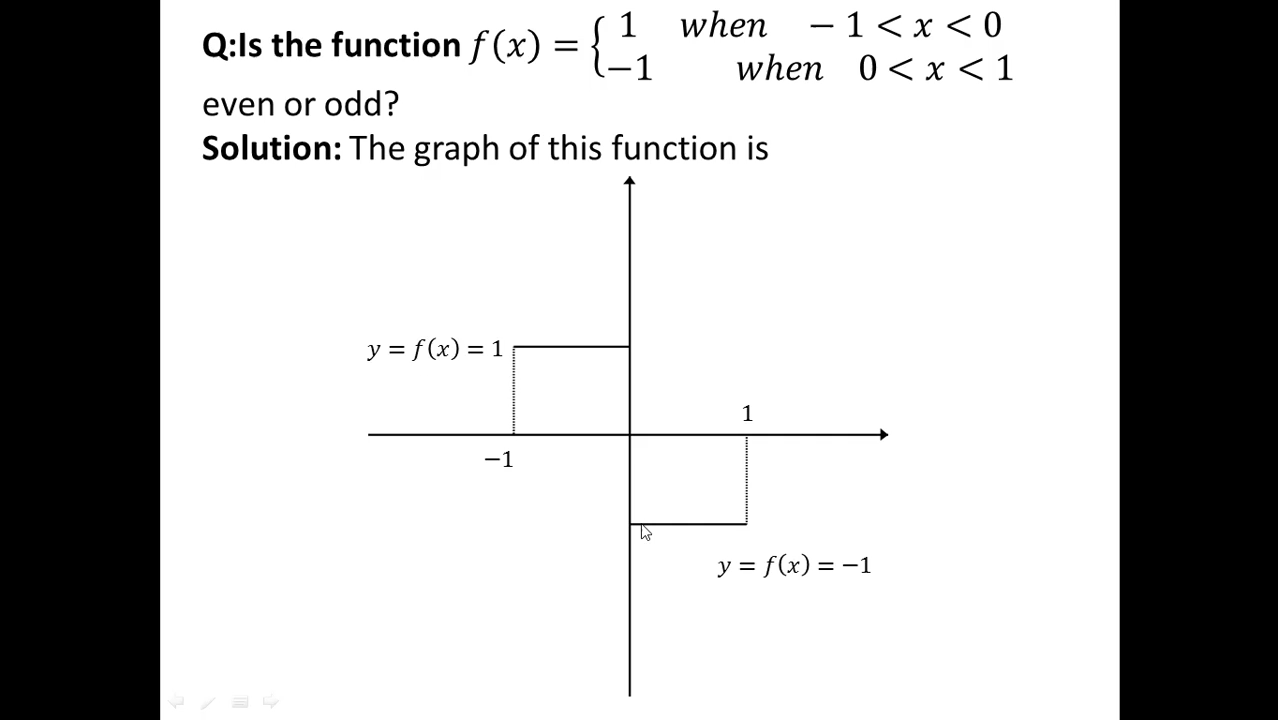 Q:Is the function f(x) = { 1 when − 1 < x < 0
−1 when 0 < x < 1
even or odd?
Solution: The graph of this function is
y = f(x) = 1
1
−1
y = f(x) = −1